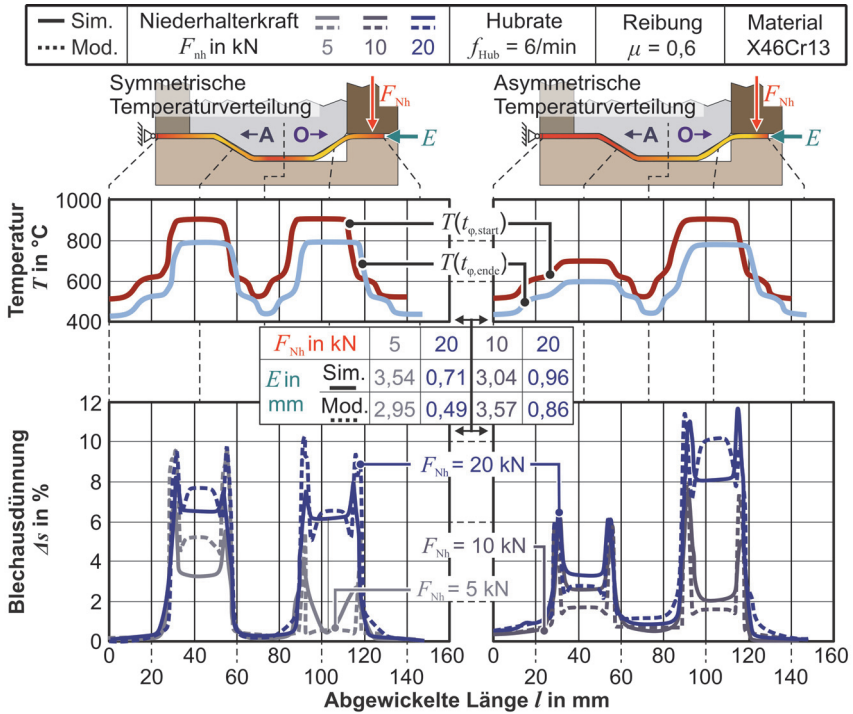 Sim.
Mod.
Niederhalterkraft
F_nh in kN
5 10 20
Hubrate
f_Hub = 6/min
Reibung
μ = 0,6
Material
X46Cr13
Symmetrische
Temperaturverteilung
A O
F_Nh
E
Asymmetrische
Temperaturverteilung
A O
F_Nh
E
Temperatur
T in °C
1000
800
600
400
T(t_φ,start)
T(t_φ,ende)
F_Nh in kN 5 20 10 20
E in mm
Sim. 3,54 0,71 3,04 0,96
Mod. 2,95 0,49 3,57 0,86
Blechausdünnung
Δs in %
12
10
8
6
4
2
0
F_Nh = 20 kN
F_Nh = 10 kN
F_Nh = 5 kN
0 40 80 120 160
20 60 100 140
0 40 80 120 160
20 60 100 140
Abgewickelte Länge l in mm